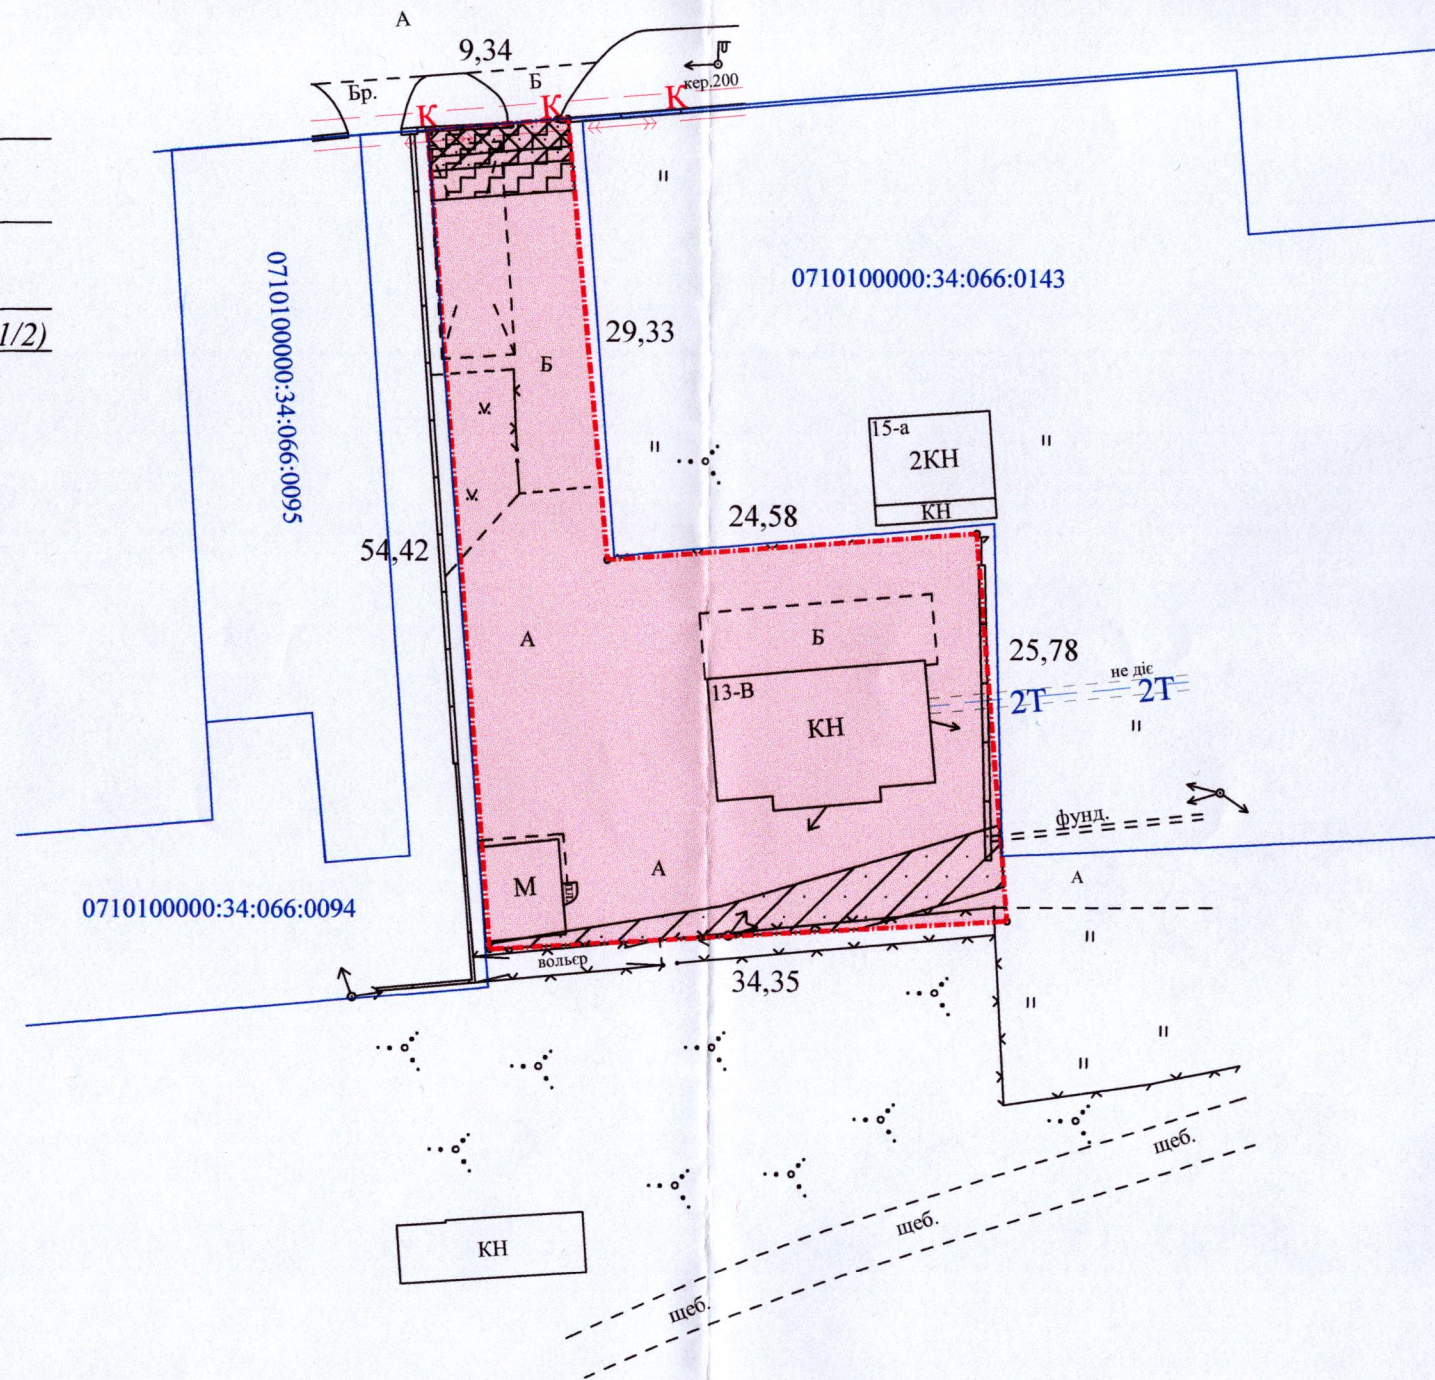 А
9,34
Бр.
Б
кер.200
К
К
К
1/2)
0710100000:34:066:0143
0710100000:34:066:0095
29,33
Б
15-а
2КН
КН
24,58
54,42
А
Б
25,78
не діє
2Т
2Т
13-В
КН
фунд.
А
М
А
0710100000:34:066:0094
вольєр
34,35
щеб.
щеб.
щеб.
КН